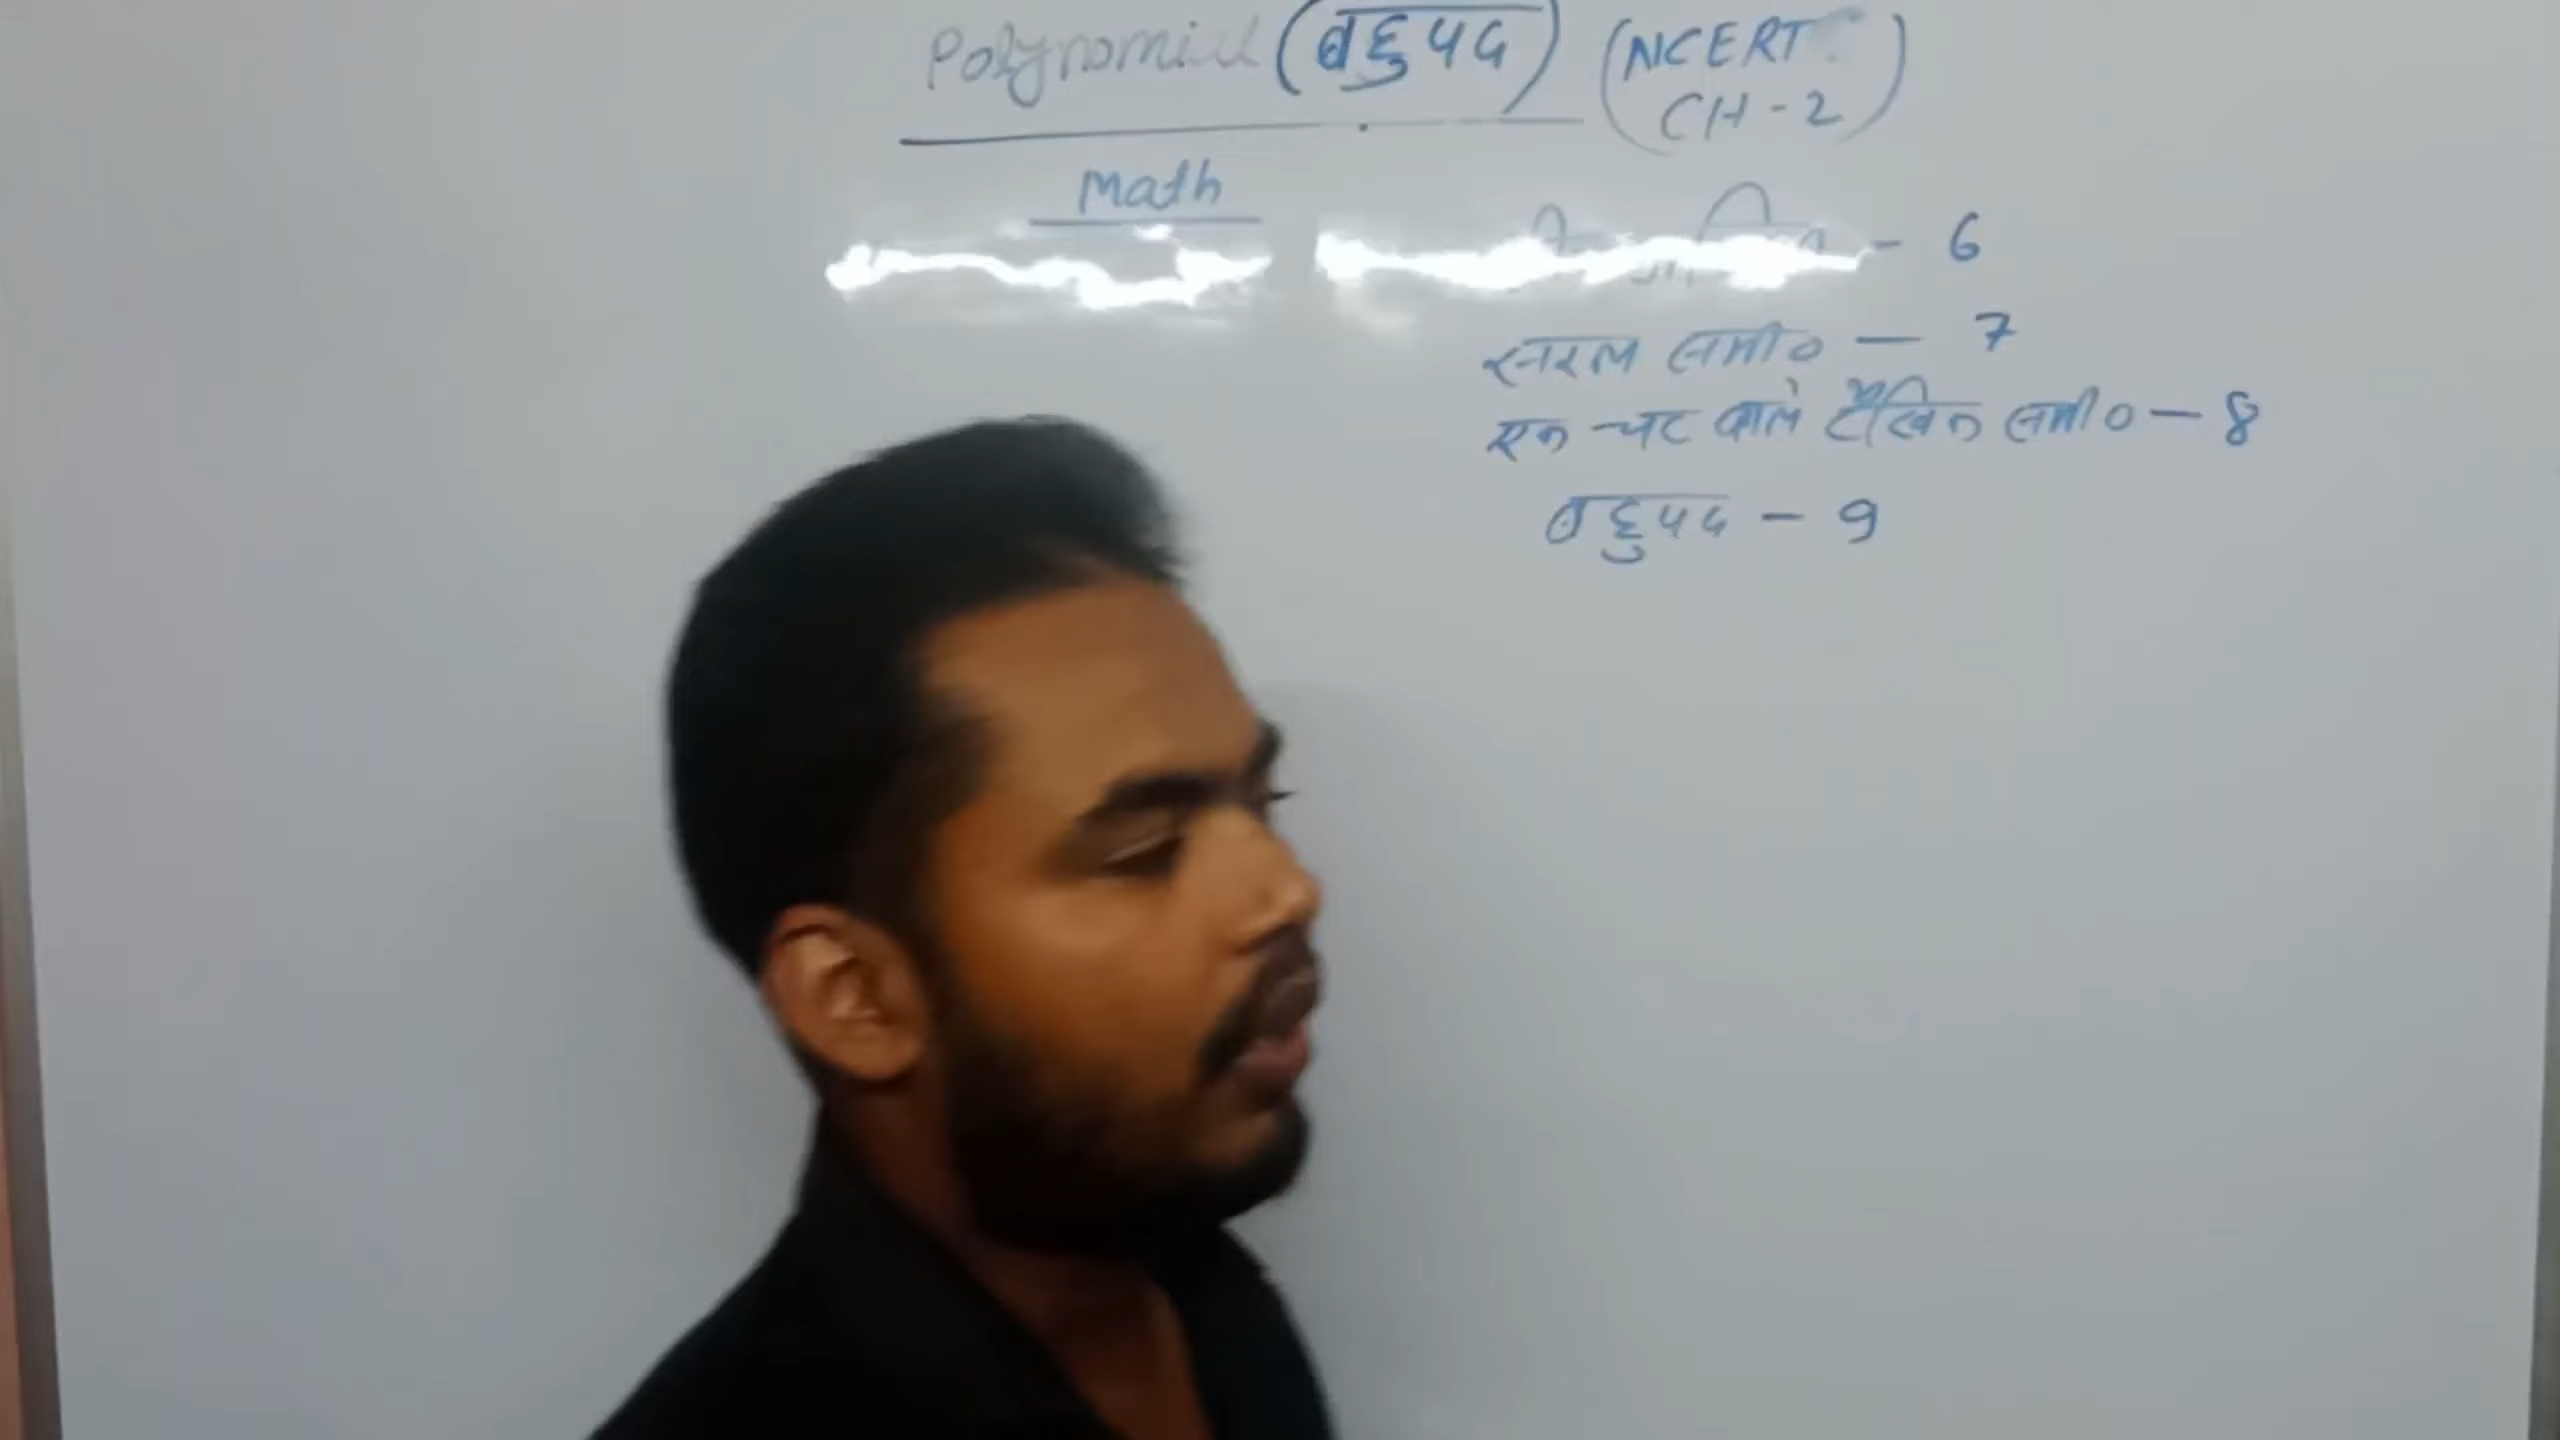 Polynomial (बहुपद) (NCERT
CH-2)
Math
- 6
सरल समी० - 7
एक चर वाले रैखिक समी० - 8
बहुपद - 9